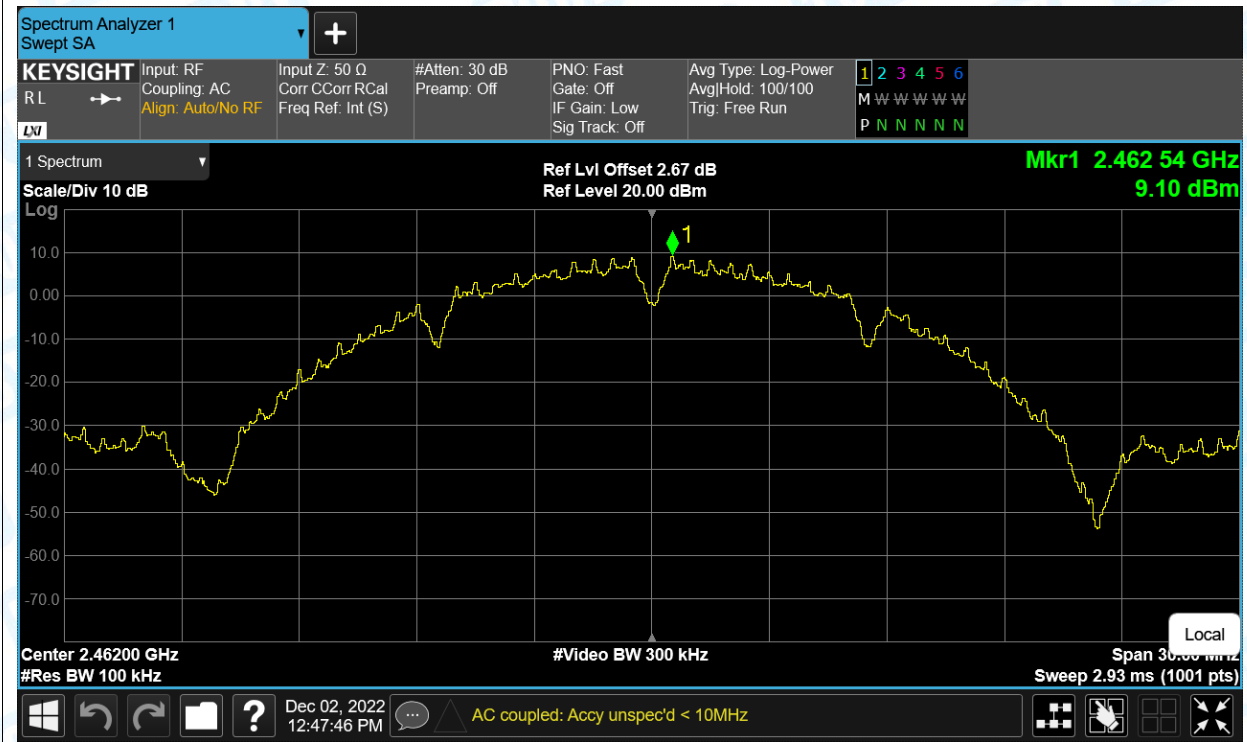 Spectrum Analyzer 1
Swept SA
KEYSIGHT
R L
LXI
Input: RF
Coupling: AC
Align: Auto/No RF
Input Z: 50 Ω
Corr CCorr RCal
Freq Ref: Int (S)
#Atten: 30 dB
Preamp: Off
PNO: Fast
Gate: Off
IF Gain: Low
Sig Track: Off
Avg Type: Log-Power
Avg|Hold: 100/100
Trig: Free Run
1 2 3 4 5 6
M W W W W W
P N N N N N
1 Spectrum
Scale/Div 10 dB
Log
Ref Lvl Offset 2.67 dB
Ref Level 20.00 dBm
Mkr1 2.462 54 GHz
9.10 dBm
1
10.0
0.00
-10.0
-20.0
-30.0
-40.0
-50.0
-60.0
-70.0
Local
Center 2.46200 GHz
#Video BW 300 kHz
Span 30.00 MHz
#Res BW 100 kHz
Sweep 2.93 ms (1001 pts)
?
Dec 02, 2022
12:47:46 PM
AC coupled: Accy unspec'd < 10MHz